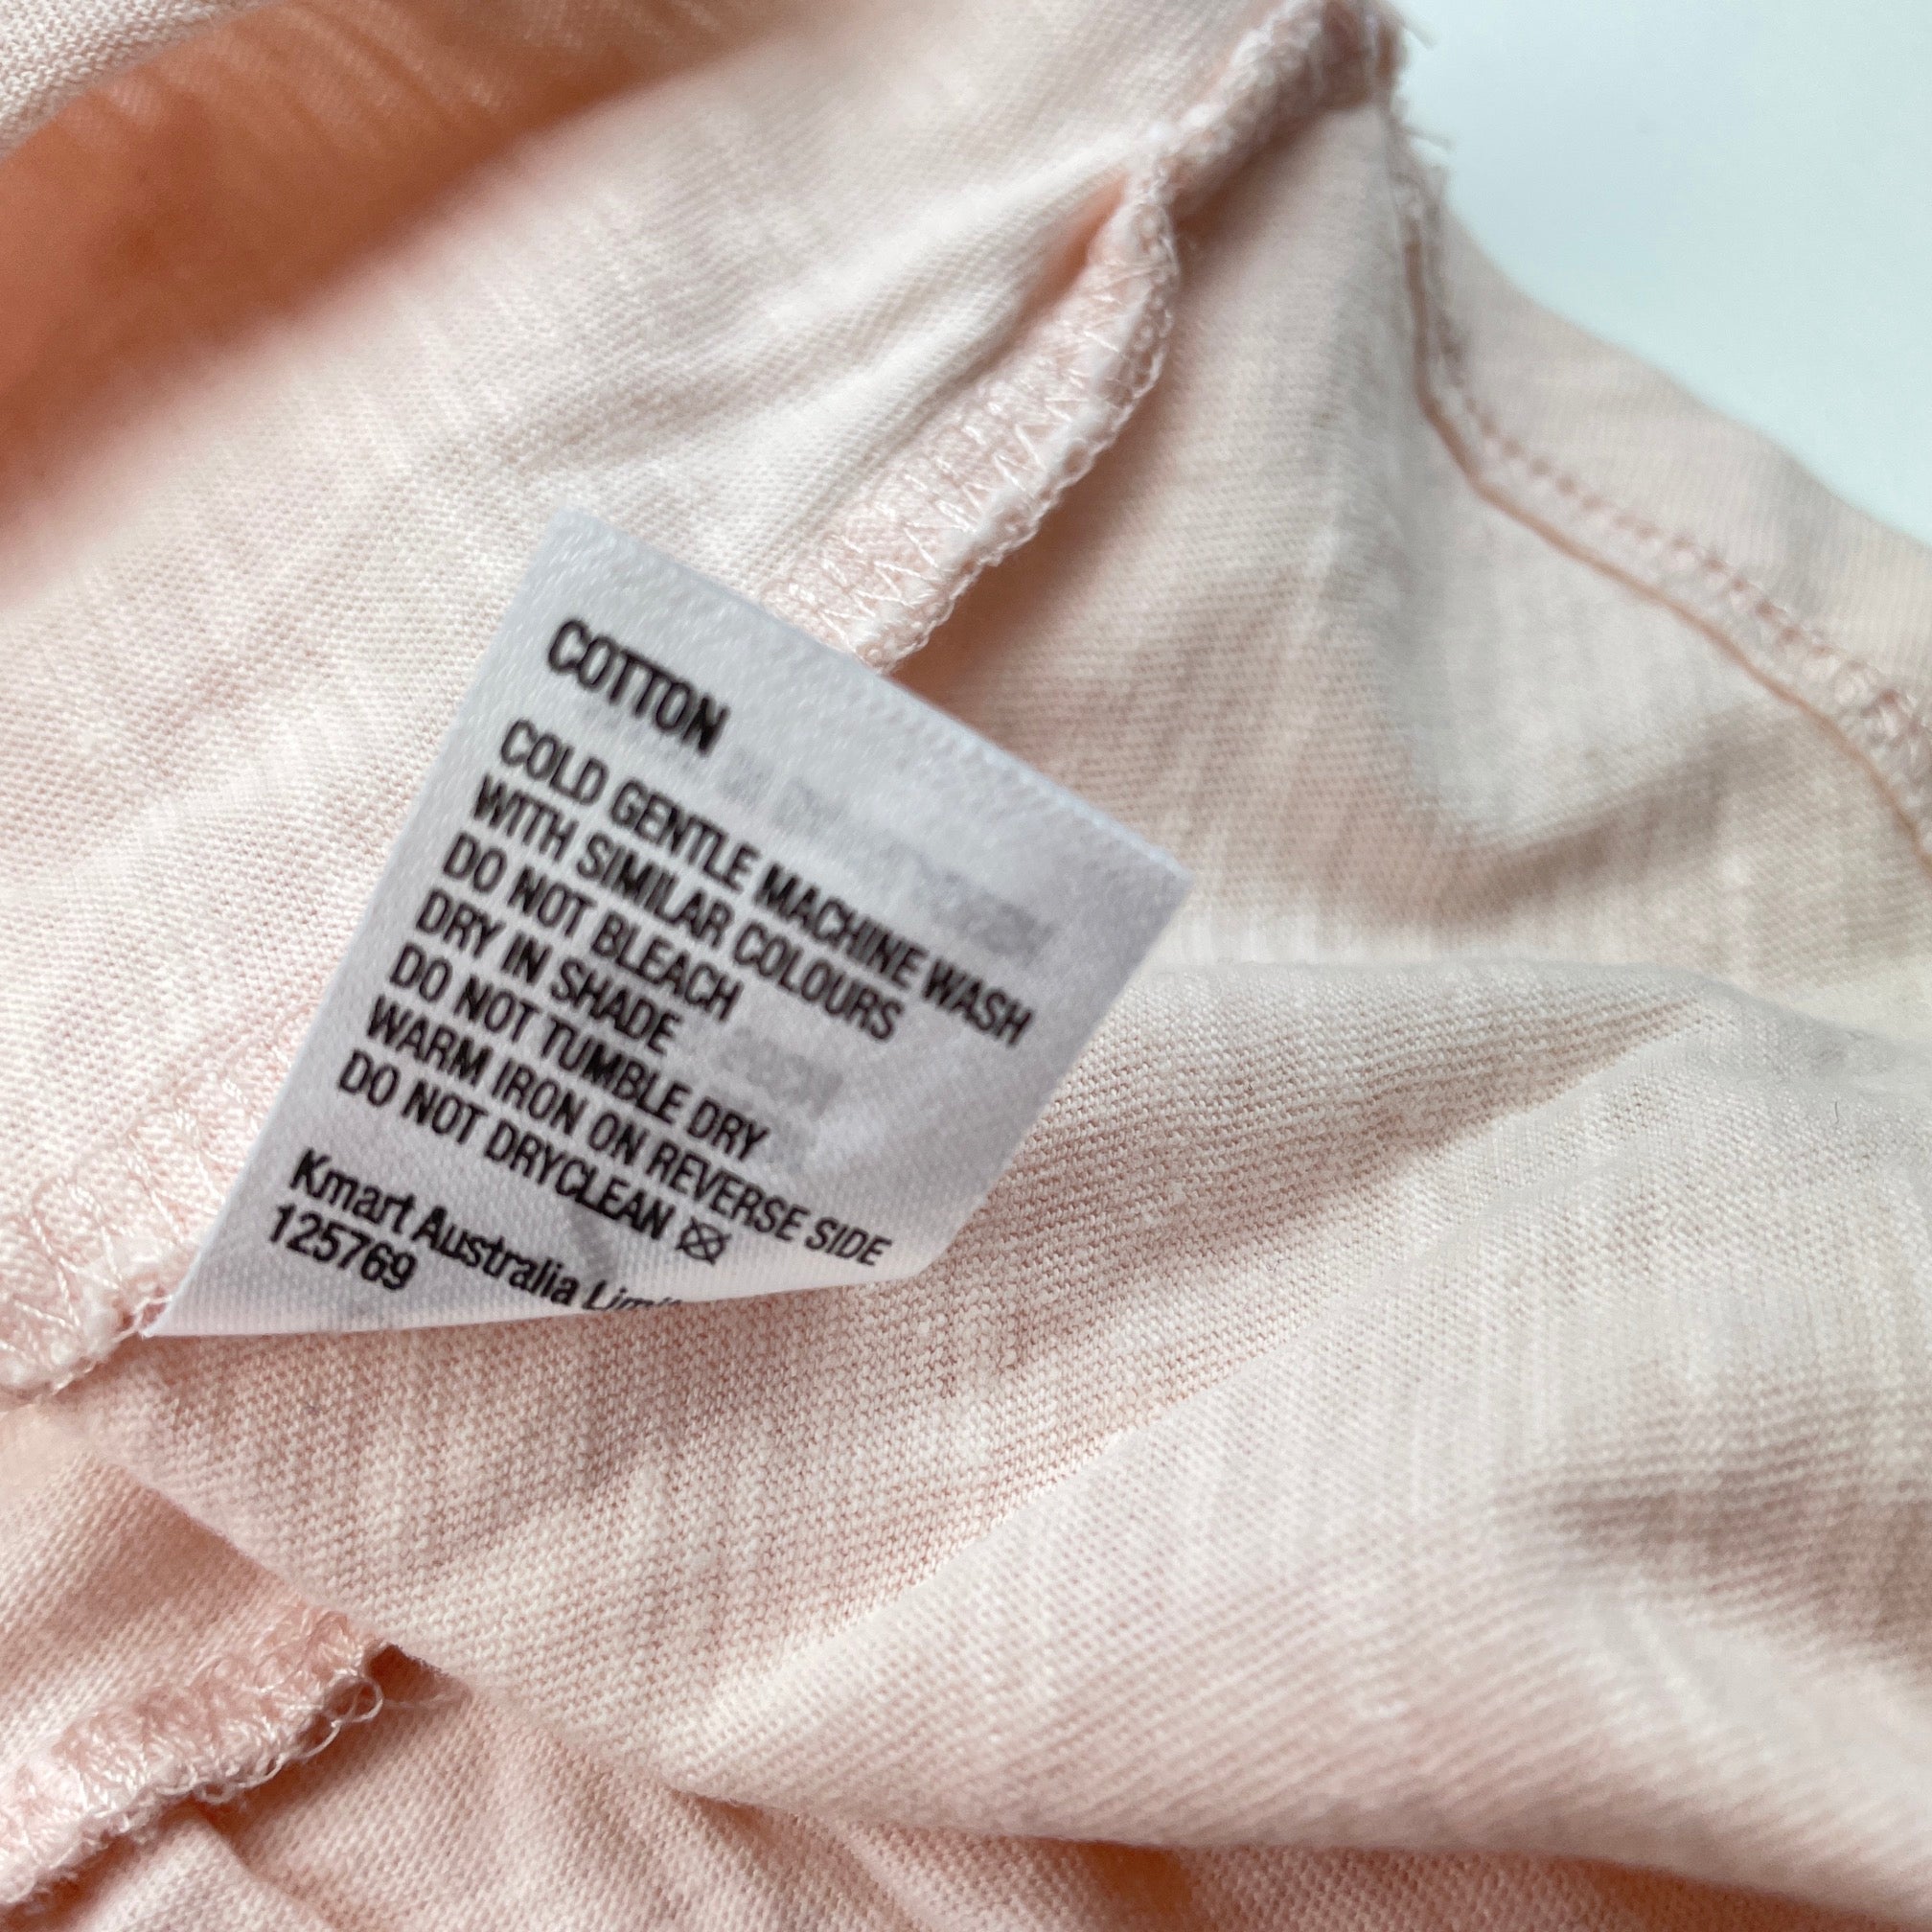 COTTON
COLD GENTLE MACHINE WASH
WITH SIMILAR COLOURS
DO NOT BLEACH
DRY IN SHADE
DO NOT TUMBLE DRY
WARM IRON ON REVERSE SIDE
DO NOT DRYCLEAN
Kmart Australia
125769